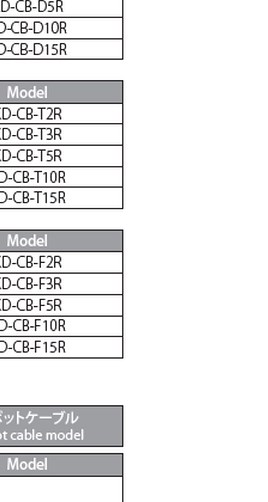 D-CB-D5R
D-CB-D10R
D-CB-D15R
Model
D-CB-T2R
D-CB-T3R
D-CB-T5R
D-CB-T10R
D-CB-T15R
Model
D-CB-F2R
D-CB-F3R
D-CB-F5R
D-CB-F10R
D-CB-F15R
ボットケーブル
ot cable model
Model